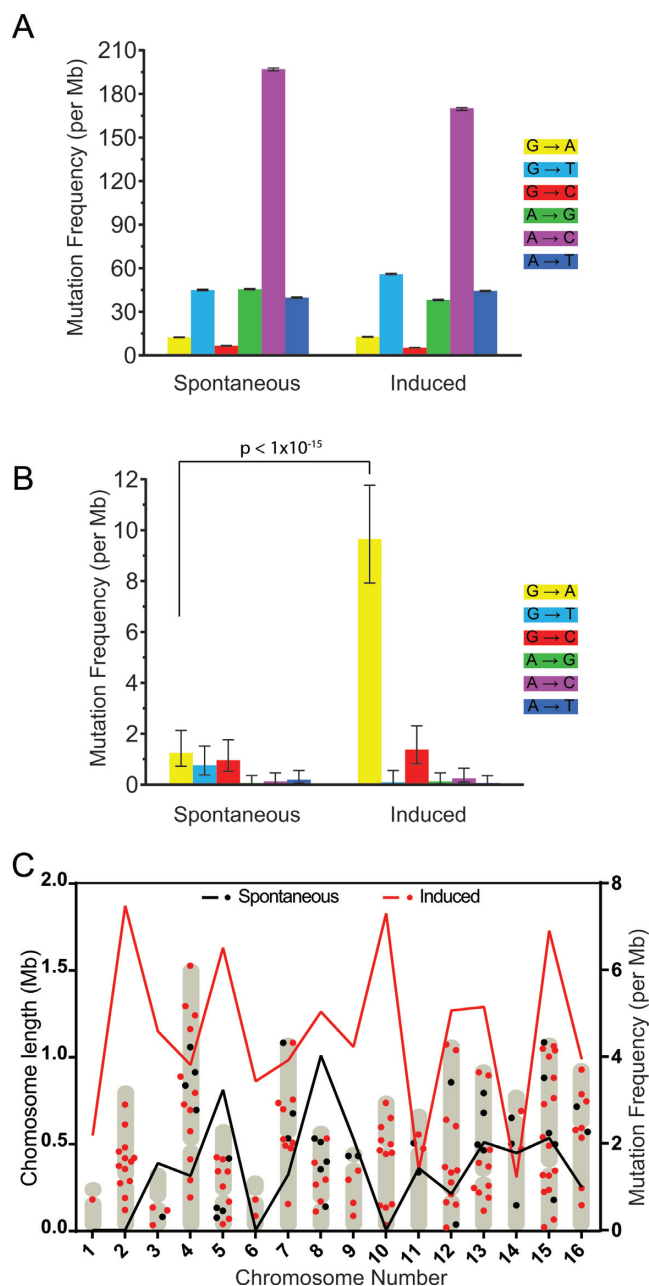 A
Mutation Frequency (per Mb)
210
180
150
120
90
60
30
0
Spontaneous
Induced
G → A
G → T
G → C
A → G
A → C
A → T
B
p < 1x10-15
Mutation Frequency (per Mb)
12
10
8
6
4
2
0
Spontaneous
Induced
G → A
G → T
G → C
A → G
A → C
A → T
C
Chomosome length (Mb)
2.0
1.5
1.0
0.5
0.0
Spontaneous
Induced
8
6
4
2
0
Mutation Frequency (per Mb)
1 2 3 4 5 6 7 8 9 10 11 12 13 14 15 16
Chromosome Number